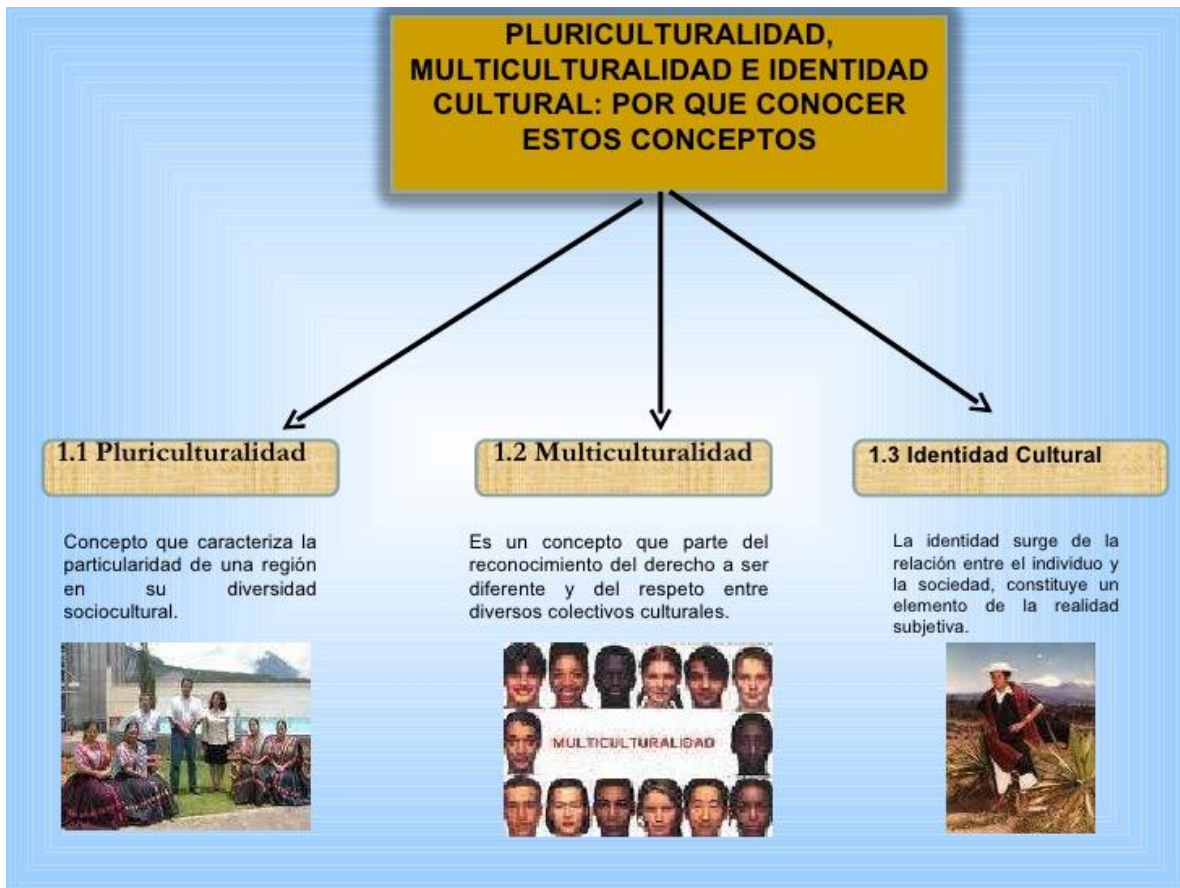 PLURICULTURALIDAD,
MULTICULTURALIDAD E IDENTIDAD
CULTURAL: POR QUE CONOCER
ESTOS CONCEPTOS
1.1 Pluriculturalidad
Concepto que caracteriza la
particularidad de una región
en su diversidad
sociocultural.
1.2 Multiculturalidad
Es un concepto que parte del
reconocimiento del derecho a ser
diferente y del respeto entre
diversos colectivos culturales.
MULTICULTURALIDAD
1.3 Identidad Cultural
La identidad surge de la
relación entre el individuo y
la sociedad, constituye un
elemento de la realidad
subjetiva.